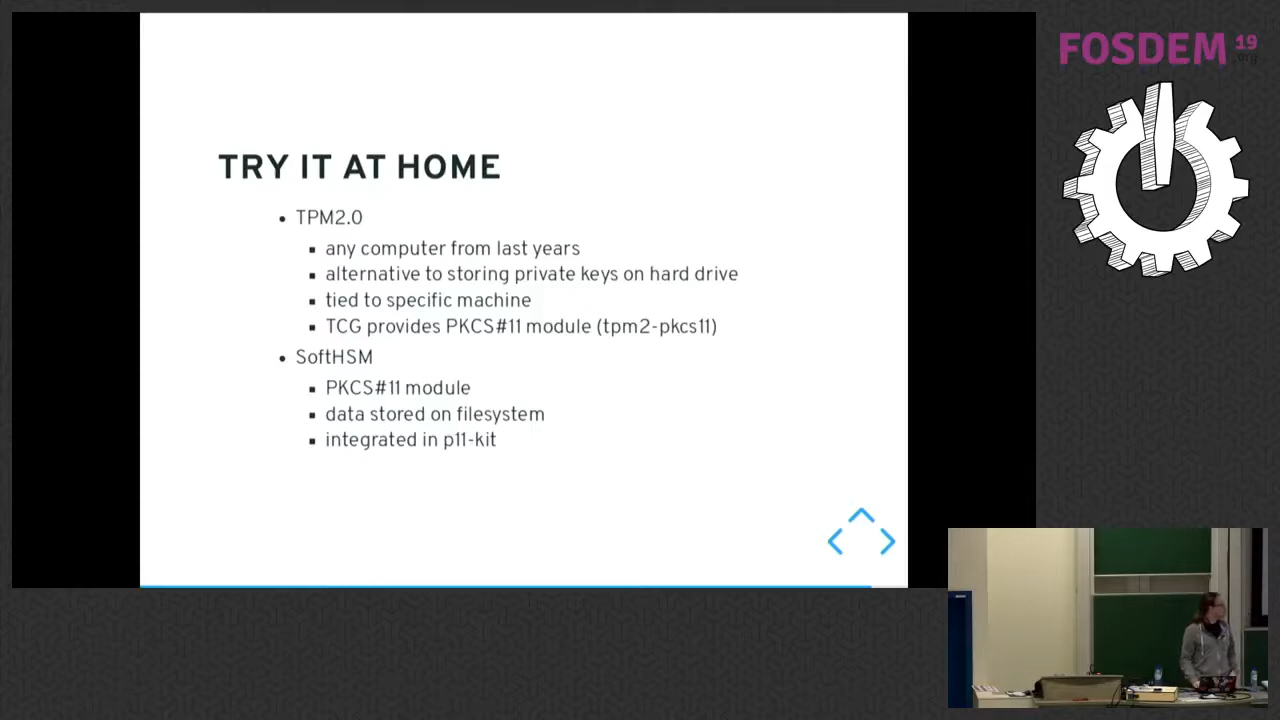 FOSDEM 19
.org
TRY IT AT HOME
• TPM2.0
▪ any computer from last years
▪ alternative to storing private keys on hard drive
▪ tied to specific machine
▪ TCG provides PKCS#11 module (tpm2-pkcs11)
• SoftHSM
▪ PKCS#11 module
▪ data stored on filesystem
▪ integrated in p11-kit